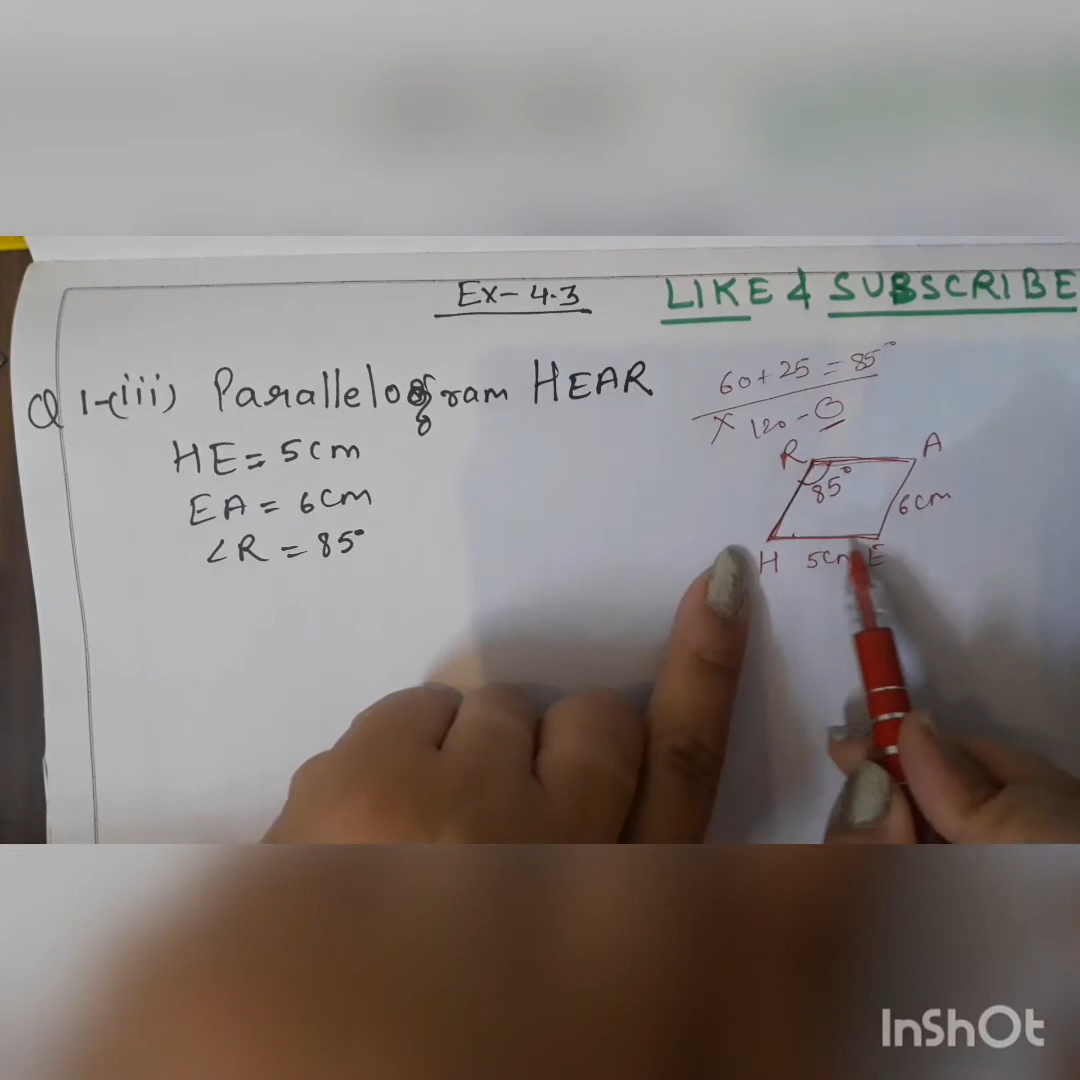 Ex- 4.3
LIKE & SUBSCRIBE
Q 1-(iii) Parallelogram HEAR
HE = 5cm
EA = 6cm
∠R = 85°
60+25 = 85°
R
A
85°
6cm
H
5cm
E
InShOt